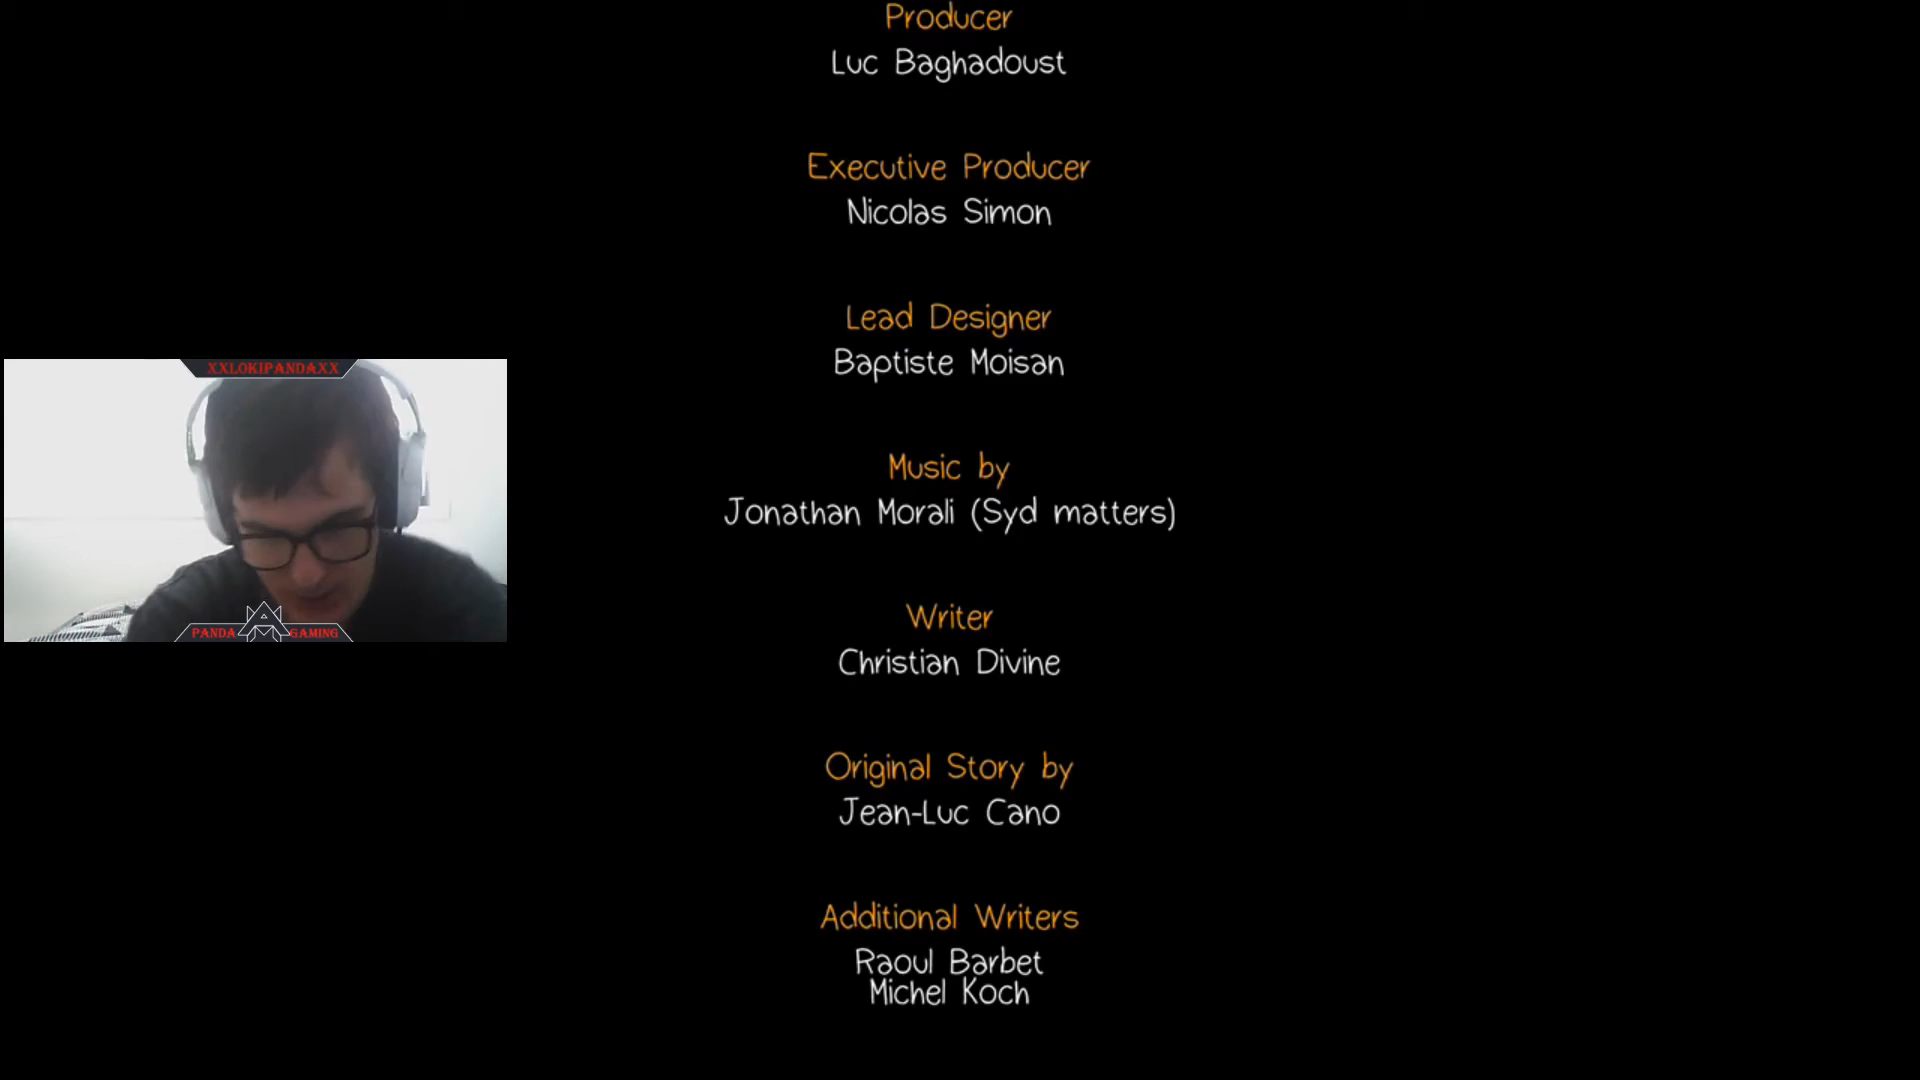 Producer
Luc Baghadoust
Executive Producer
Nicolas Simon
Lead Designer
Baptiste Moisan
XXLOKIPANDAXX
Music by
Jonathan Morali (Syd matters)
Writer
PANDA GAMING
Christian Divine
Original Story by
Jean-Luc Cano
Additional Writers
Raoul Barbet
Michel Koch